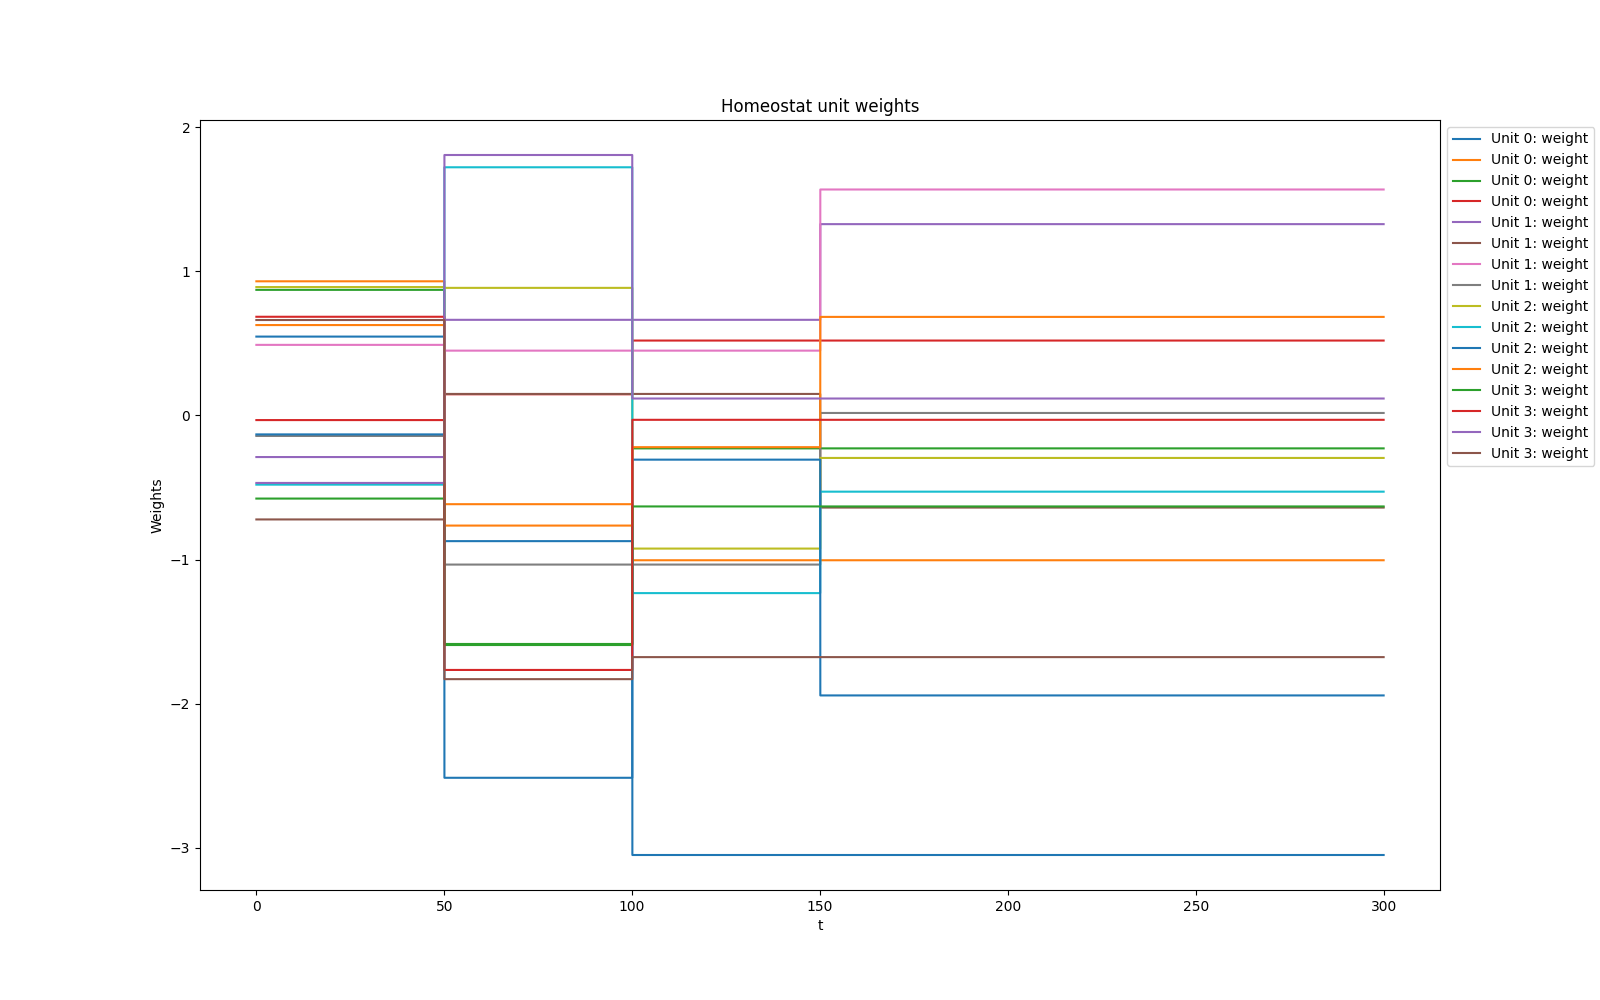 Homeostat unit weights
2
1
0
−1
−2
−3
Weights
0
50
100
150
200
250
300
t
Unit 0: weight
Unit 0: weight
Unit 0: weight
Unit 0: weight
Unit 1: weight
Unit 1: weight
Unit 1: weight
Unit 1: weight
Unit 2: weight
Unit 2: weight
Unit 2: weight
Unit 2: weight
Unit 3: weight
Unit 3: weight
Unit 3: weight
Unit 3: weight